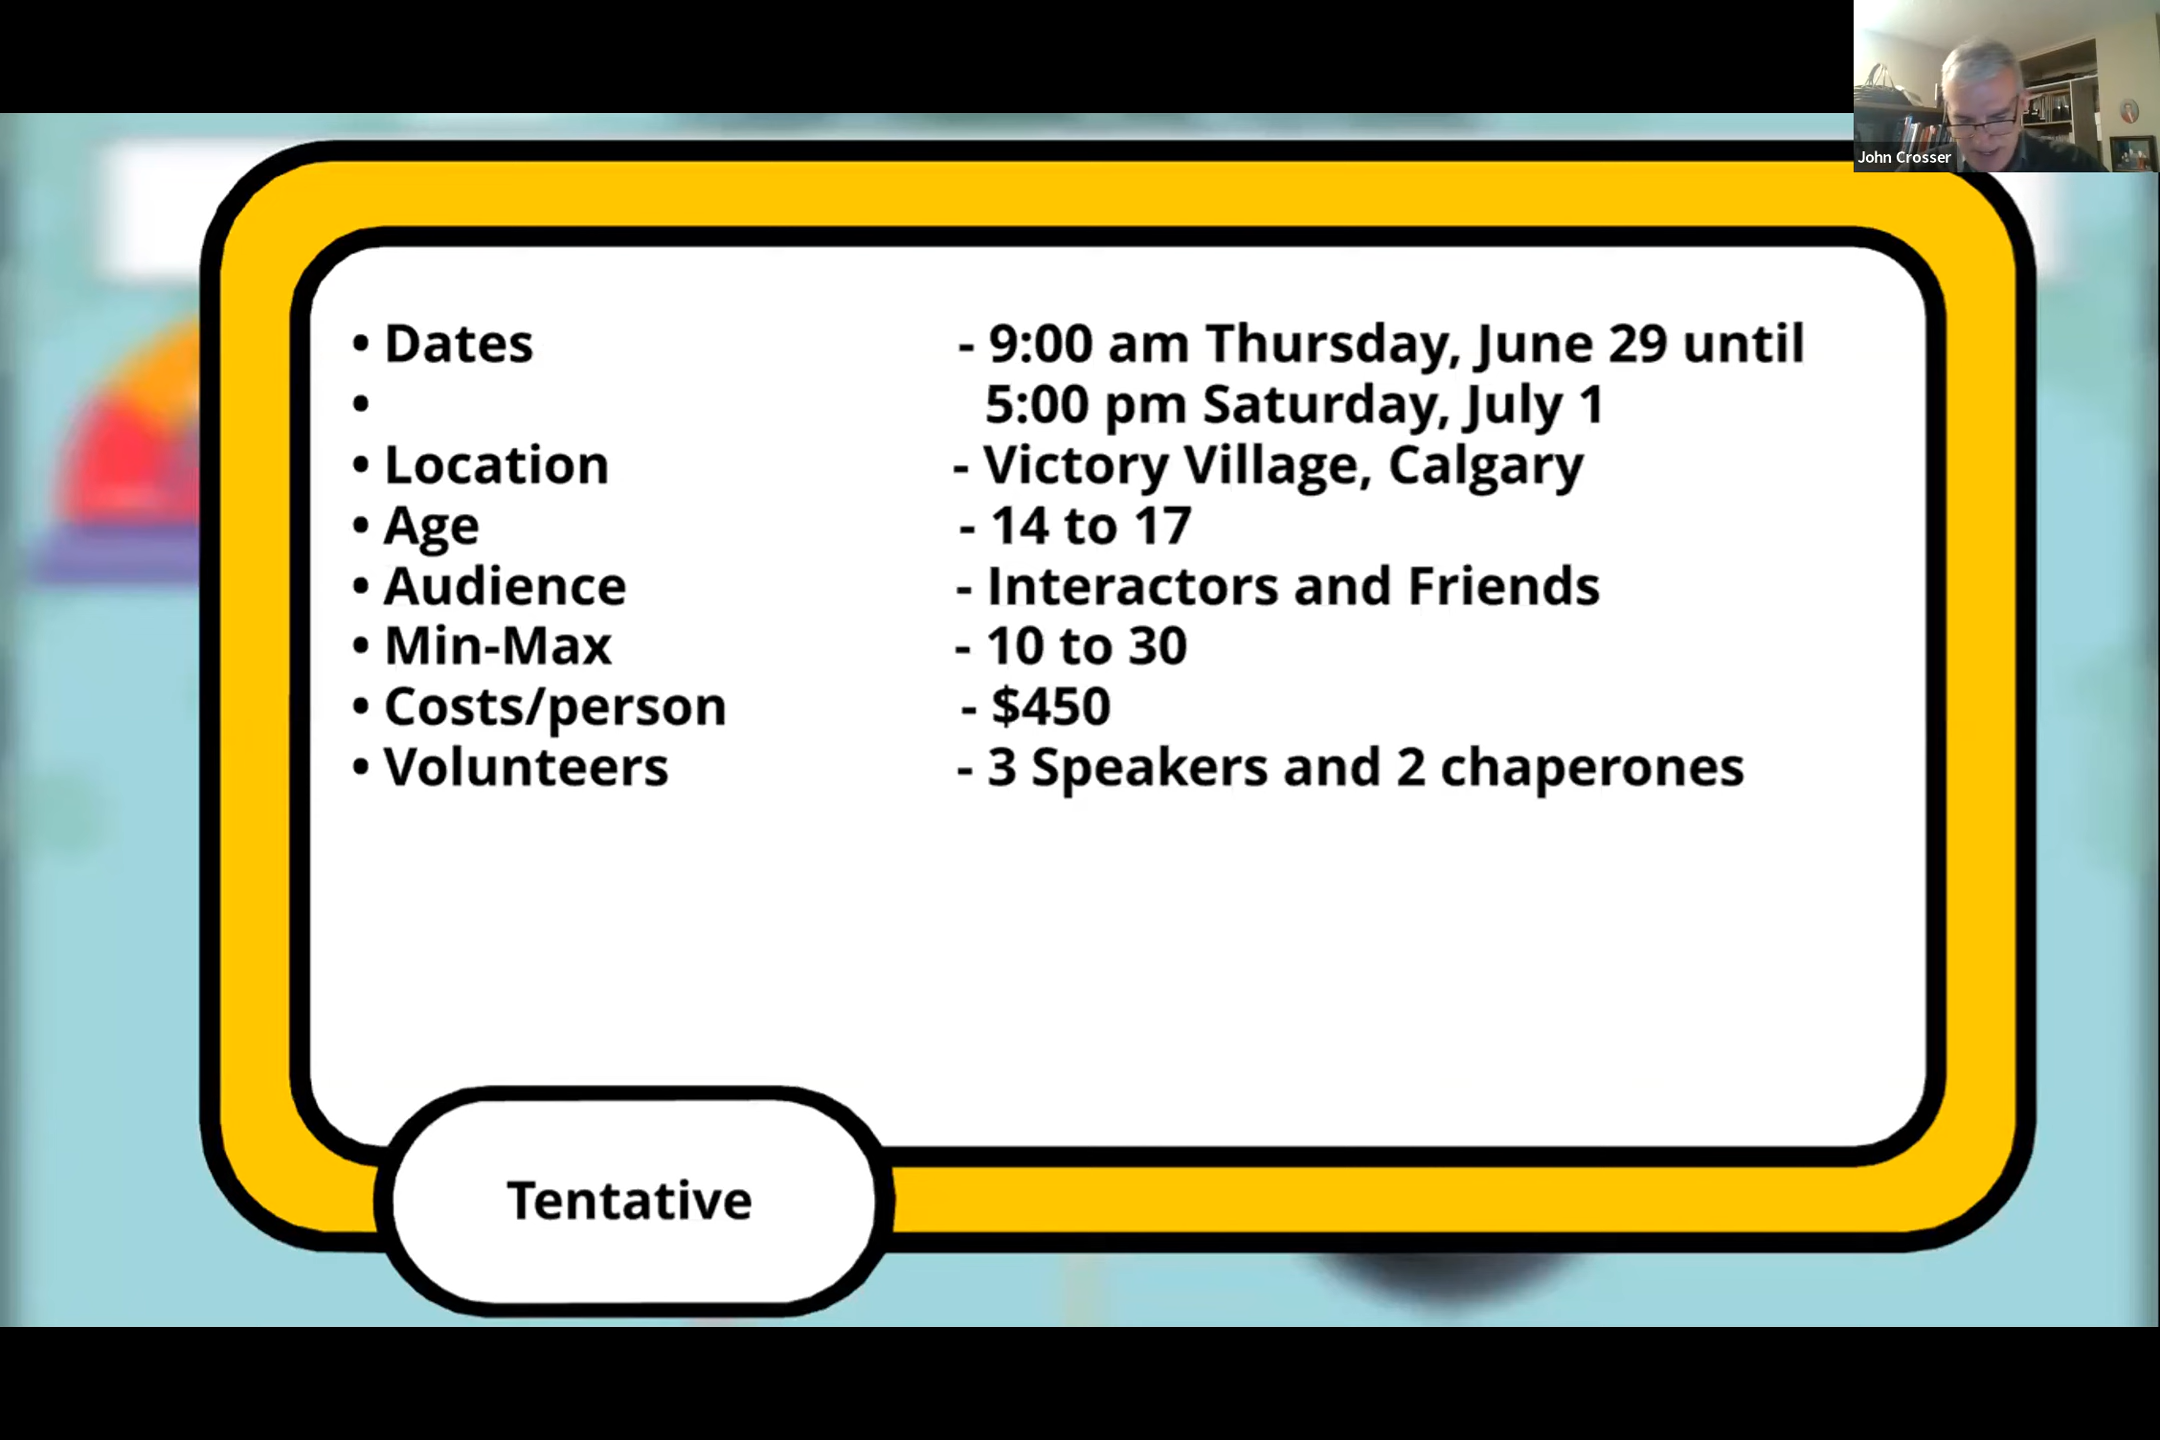 John Crosser
• Dates - 9:00 am Thursday, June 29 until
• 5:00 pm Saturday, July 1
• Location - Victory Village, Calgary
• Age - 14 to 17
• Audience - Interactors and Friends
• Min-Max - 10 to 30
• Costs/person - $450
• Volunteers - 3 Speakers and 2 chaperones
Tentative